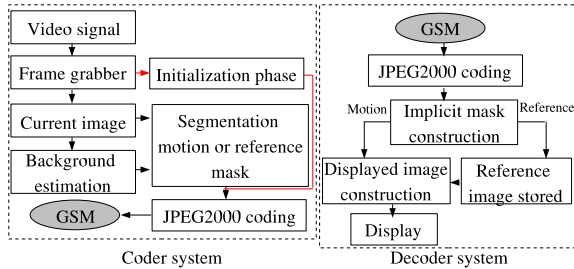 Video signal
Frame grabber
Initialization phase
Current image
Segmentation
motion or reference
mask
Background
estimation
GSM
JPEG2000 coding
Coder system
GSM
JPEG2000 coding
Motion
Implicit mask
construction
Reference
Displayed image
construction
Reference
image stored
Display
Decoder system